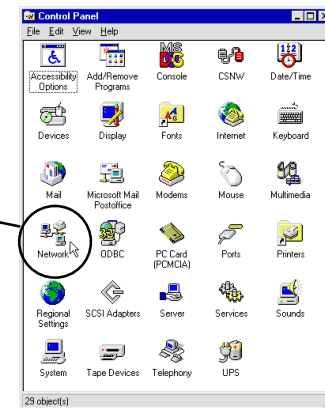 Control Panel
File Edit View Help
Accessibility Options
Add/Remove Programs
MS
Console
CSNW
12
Date/Time
Devices
Display
Fonts
Internet
Keyboard
Mail
Microsoft Mail Postoffice
Modems
Mouse
Multimedia
Network
ODBC
PC Card (PCMCIA)
Ports
Printers
Regional Settings
SCSI Adapters
Server
Services
Sounds
System
Tape Devices
Telephony
UPS
29 object(s)